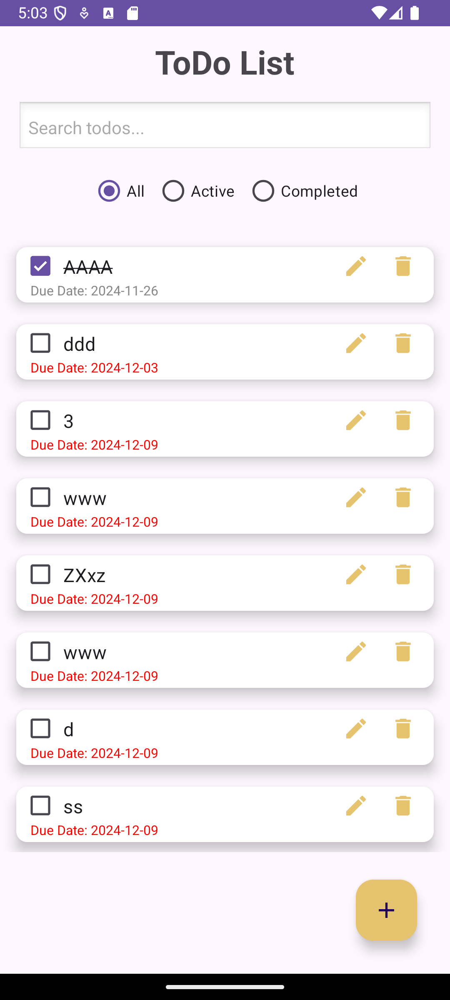 5:03
ToDo List
Search todos...
All Active Completed
AAAA
Due Date: 2024-11-26
ddd
Due Date: 2024-12-03
3
Due Date: 2024-12-09
www
Due Date: 2024-12-09
ZXxz
Due Date: 2024-12-09
www
Due Date: 2024-12-09
d
Due Date: 2024-12-09
ss
Due Date: 2024-12-09